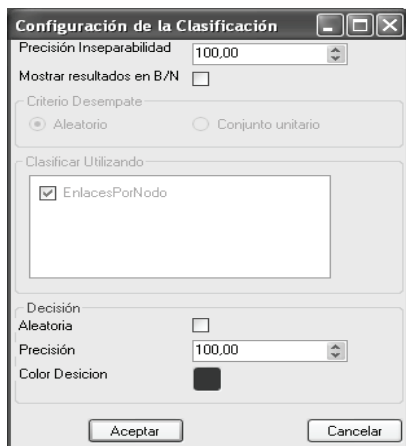 Configuración de la Clasificación
Precisión Inseparabilidad 100,00
Mostrar resultados en B/N
Criterio Desempate
Aleatorio Conjunto unitario
Clasificar Utilizando
EnlacesPorNodo
Decisión
Aleatoria
Precisión 100,00
Color Desicion
Aceptar Cancelar